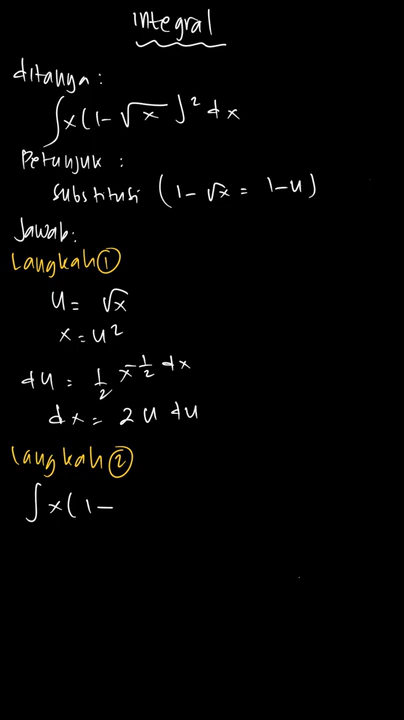 Integral
ditanya:
∫x(1-√x)² dx
Petunjuk:
substitusi (1-√x = 1-u)
Jawab:
Langkah ①
u = √x
x = u²
du = 1/2 x^-1/2 dx
dx = 2 u du
Langkah ②
∫x(1-